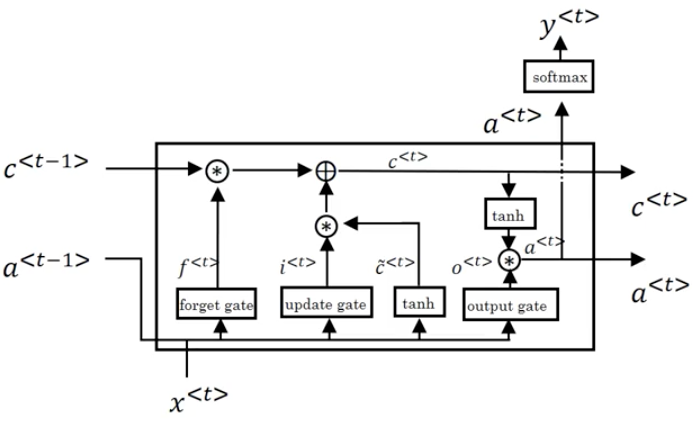 y<t>
softmax
a<t>
c<t-1>
c<t>
c<t>
tanh
a<t-1>
f<t>
i<t>
c̃<t>
o<t>
a<t>
a<t>
forget gate
update gate
tanh
output gate
x<t>
* + * *